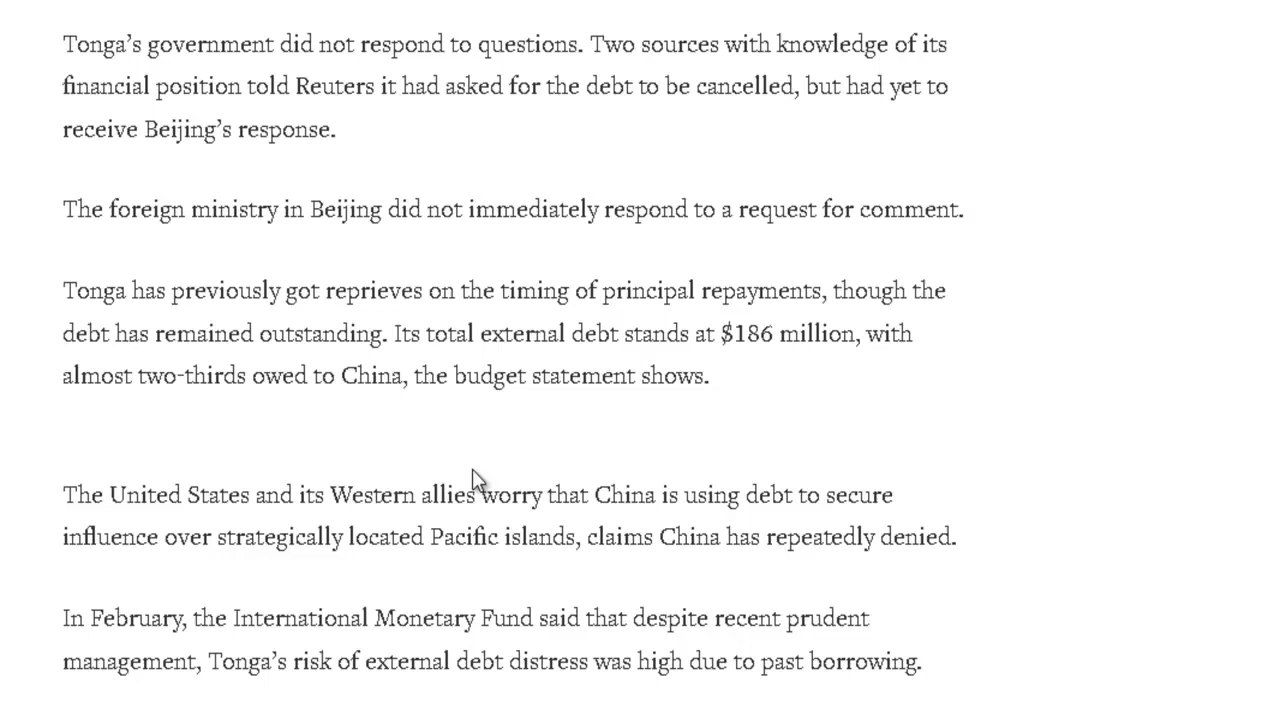 Tonga’s government did not respond to questions. Two sources with knowledge of its
financial position told Reuters it had asked for the debt to be cancelled, but had yet to
receive Beijing’s response.
The foreign ministry in Beijing did not immediately respond to a request for comment.
Tonga has previously got reprieves on the timing of principal repayments, though the
debt has remained outstanding. Its total external debt stands at $186 million, with
almost two-thirds owed to China, the budget statement shows.
The United States and its Western allies worry that China is using debt to secure
influence over strategically located Pacific islands, claims China has repeatedly denied.
In February, the International Monetary Fund said that despite recent prudent
management, Tonga’s risk of external debt distress was high due to past borrowing.